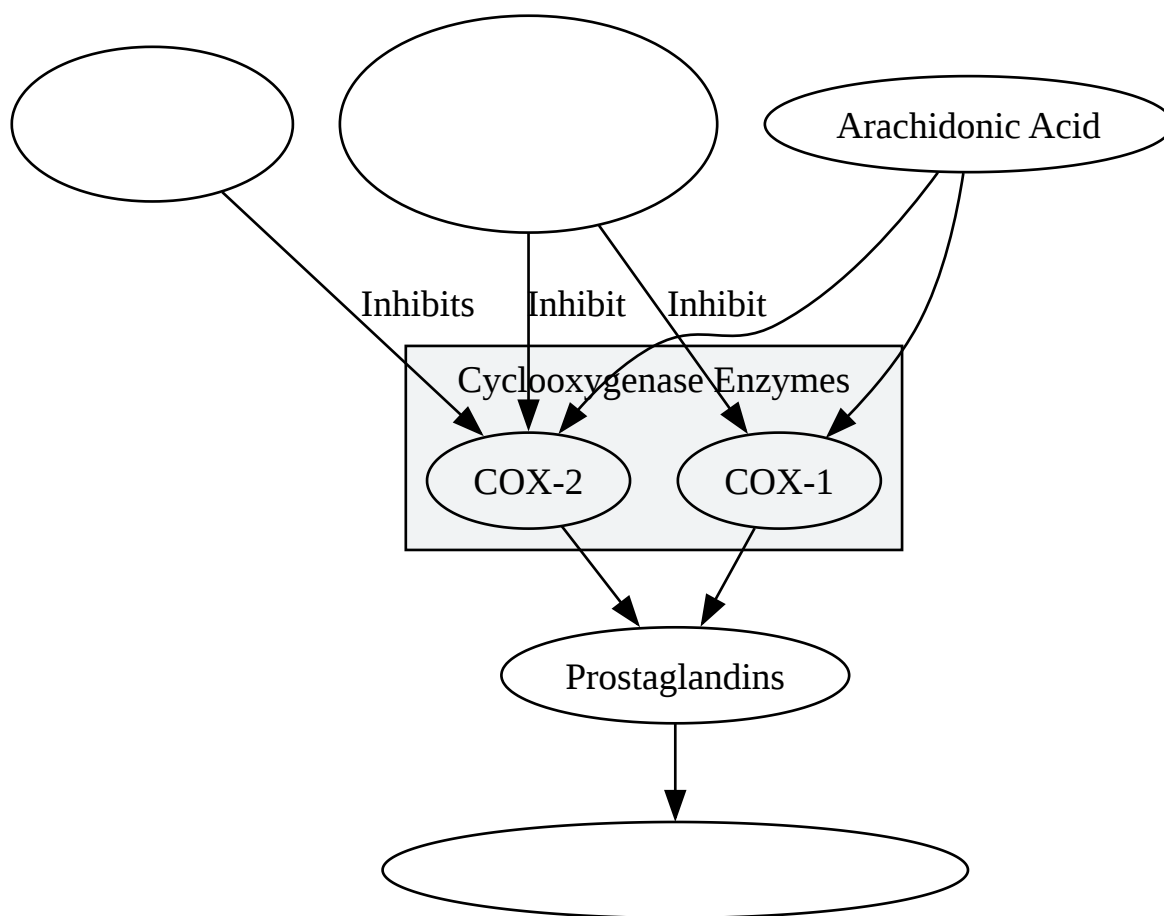 Arachidonic Acid
Inhibits
Inhibit
Inhibit
Cyclooxygenase Enzymes
COX-2
COX-1
Prostaglandins